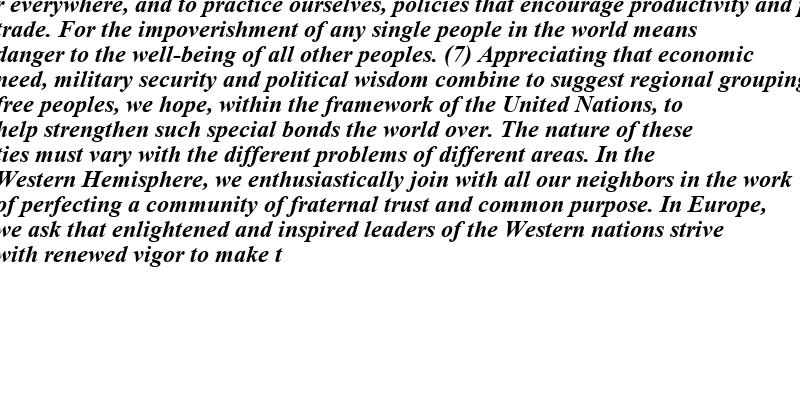 r everywhere, and to practice ourselves, policies that encourage productivity and
trade. For the impoverishment of any single people in the world means
danger to the well-being of all other peoples. (7) Appreciating that economic
need, military security and political wisdom combine to suggest regional grouping
free peoples, we hope, within the framework of the United Nations, to
help strengthen such special bonds the world over. The nature of these
ties must vary with the different problems of different areas. In the
Western Hemisphere, we enthusiastically join with all our neighbors in the work
of perfecting a community of fraternal trust and common purpose. In Europe,
we ask that enlightened and inspired leaders of the Western nations strive
with renewed vigor to make t